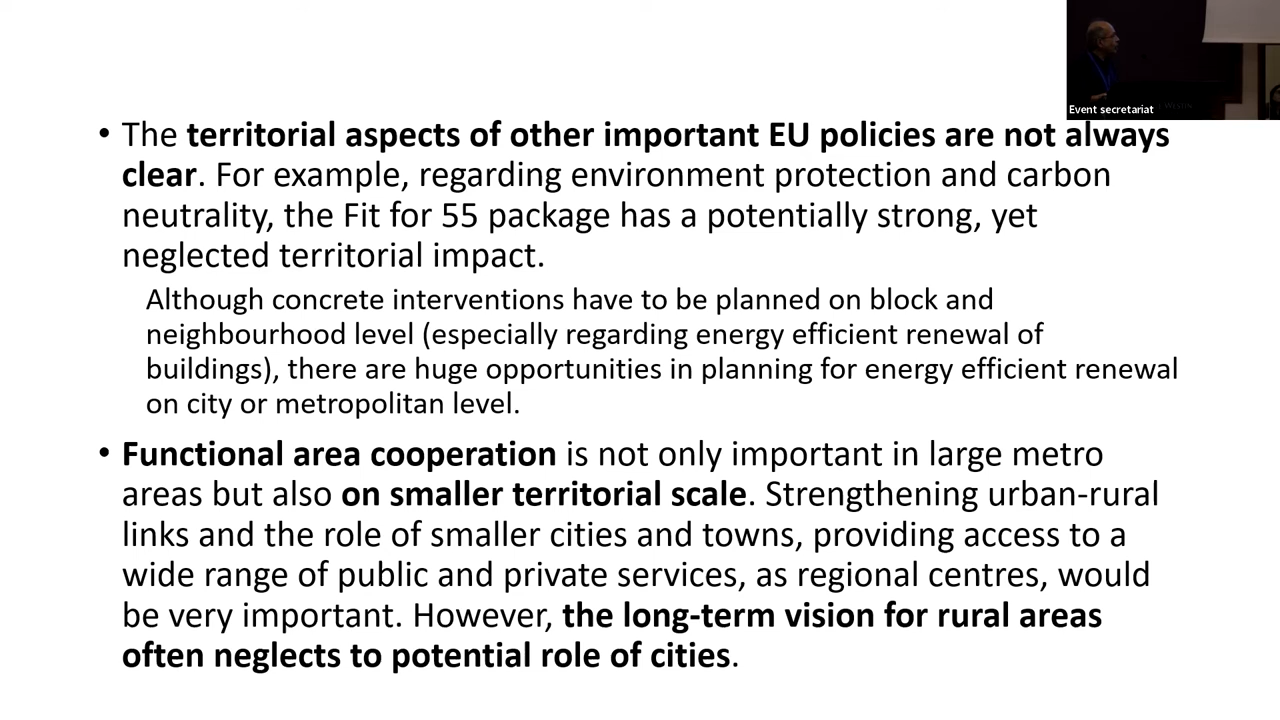 Event secretariat
• The territorial aspects of other important EU policies are not always
clear. For example, regarding environment protection and carbon
neutrality, the Fit for 55 package has a potentially strong, yet
neglected territorial impact.
Although concrete interventions have to be planned on block and
neighbourhood level (especially regarding energy efficient renewal of
buildings), there are huge opportunities in planning for energy efficient renewal
on city or metropolitan level.
• Functional area cooperation is not only important in large metro
areas but also on smaller territorial scale. Strengthening urban-rural
links and the role of smaller cities and towns, providing access to a
wide range of public and private services, as regional centres, would
be very important. However, the long-term vision for rural areas
often neglects to potential role of cities.